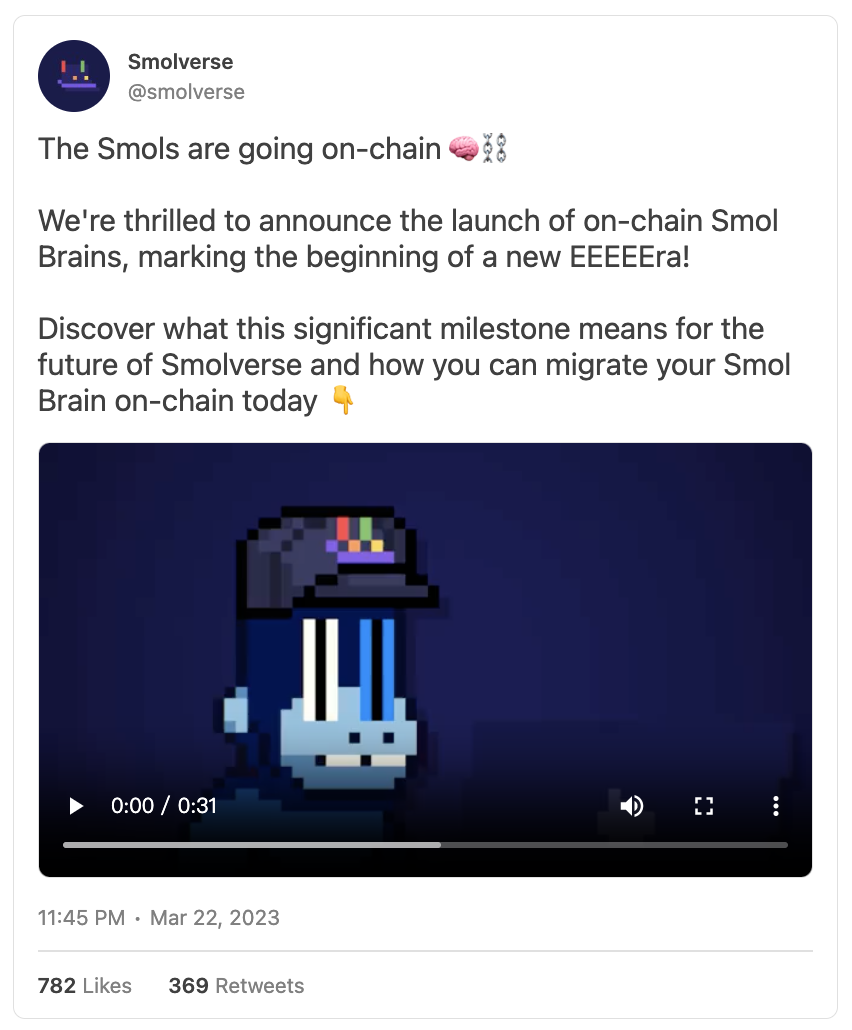 Smolverse
@smolverse
The Smols are going on-chain 🧠⛓️
We're thrilled to announce the launch of on-chain Smol
Brains, marking the beginning of a new EEEEEra!
Discover what this significant milestone means for the
future of Smolverse and how you can migrate your Smol
Brain on-chain today 👇
0:00 / 0:31
11:45 PM · Mar 22, 2023
782 Likes 369 Retweets